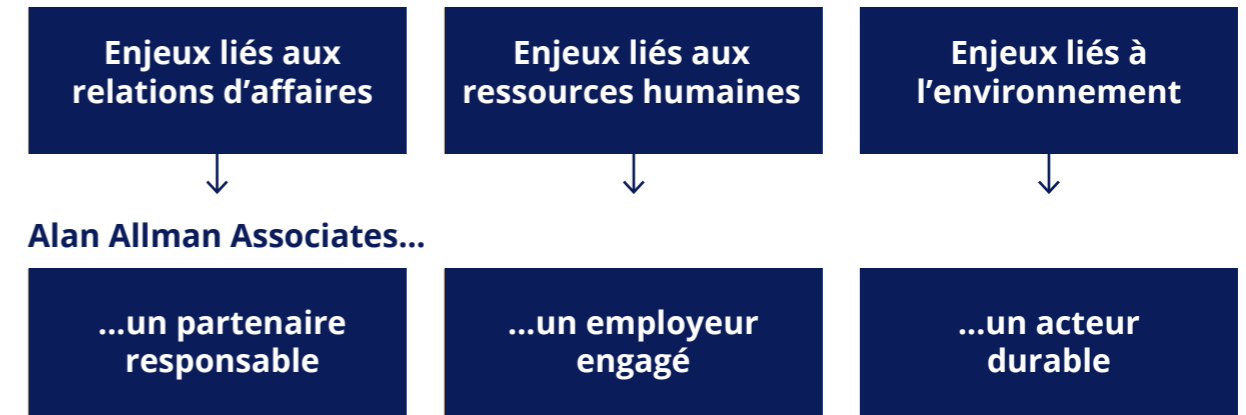 Enjeux liés aux
relations d’affaires
Enjeux liés aux
ressources humaines
Enjeux liés à
l’environnement
Alan Allman Associates...
...un partenaire
responsable
...un employeur
engagé
...un acteur
durable